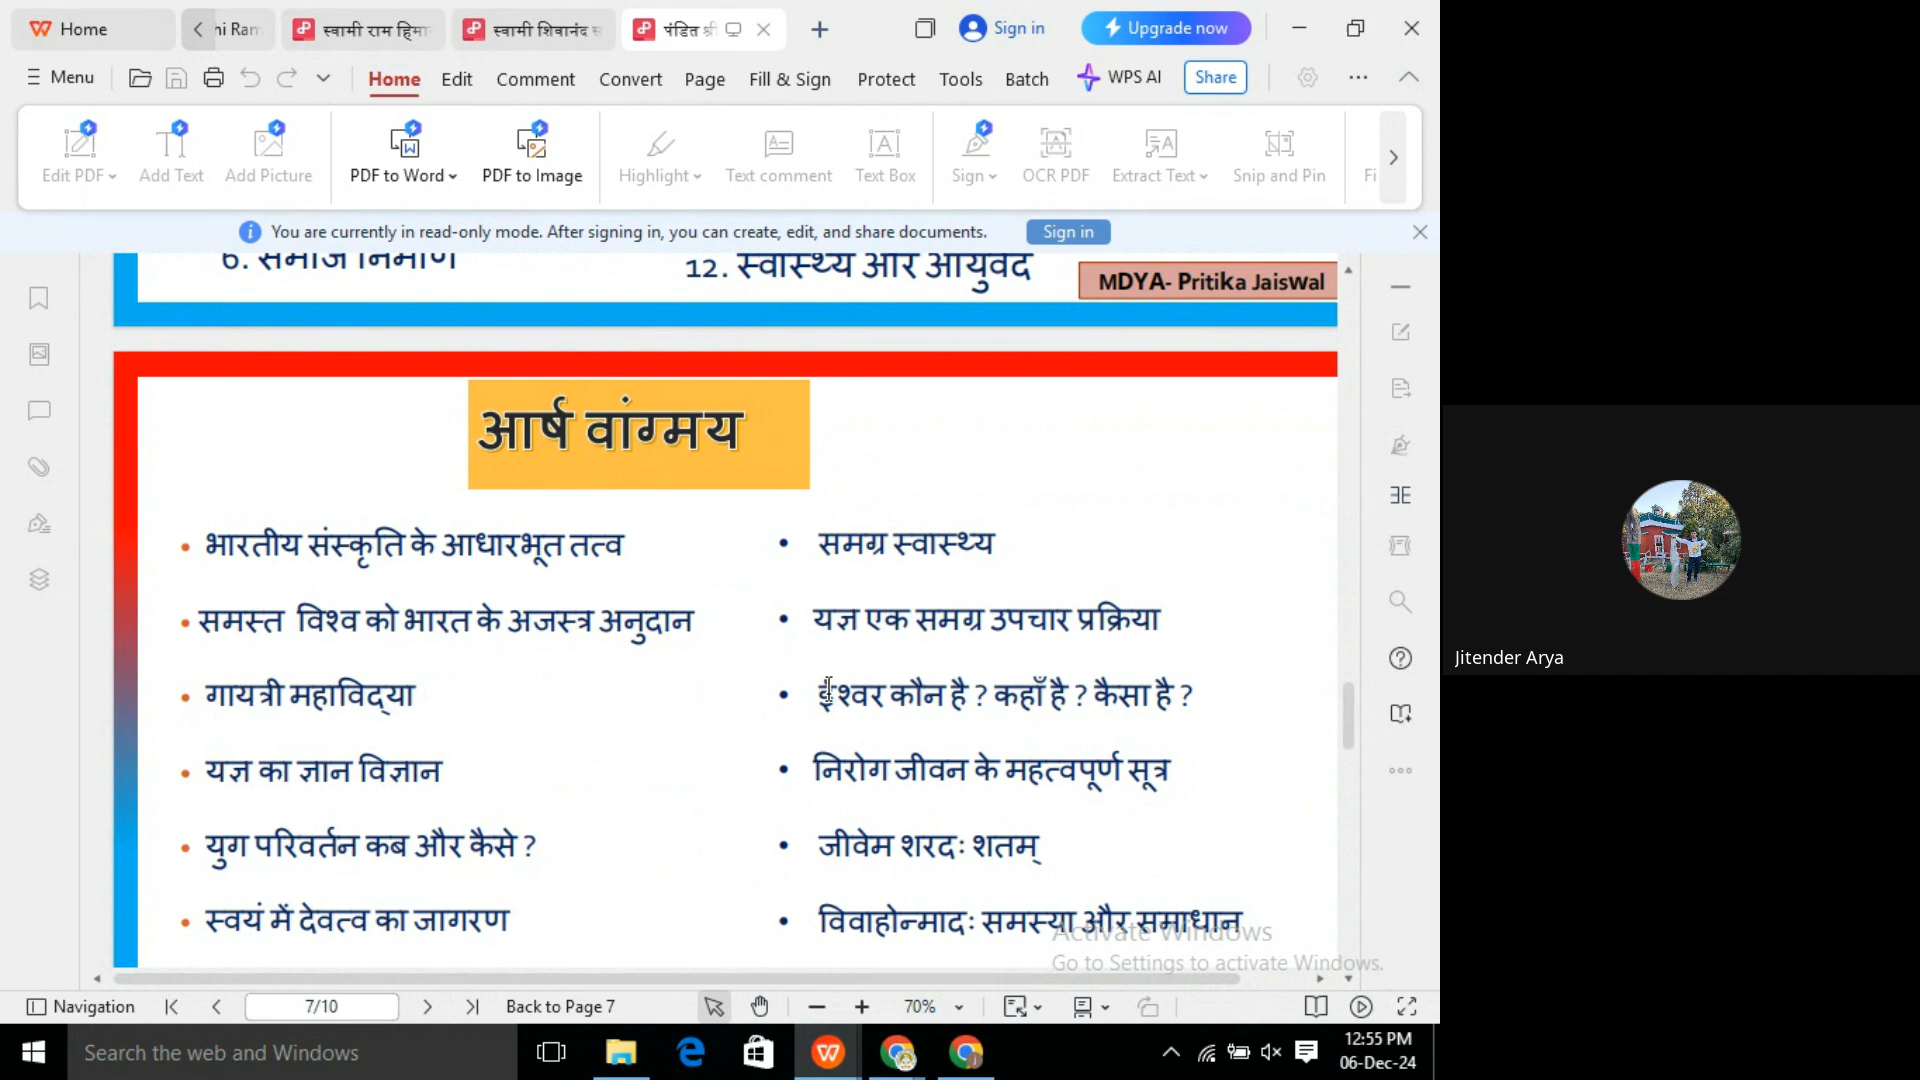 Home
hi Ram
स्वामी राम हिमा
स्वामी शिवानंद स
पंडित श्री
Sign in
Upgrade now
Menu
Home Edit Comment Convert Page Fill & Sign Protect Tools Batch WPS AI Share
Edit PDF Add Text Add Picture PDF to Word PDF to Image Highlight Text comment Text Box Sign OCR PDF Extract Text Snip and Pin Fi
You are currently in read-only mode. After signing in, you can create, edit, and share documents. Sign in
6. समाज निर्माण
12. स्वास्थ्य और आयुर्वेद
MDYA- Pritika Jaiswal
आर्ष वांग्मय
• भारतीय संस्कृति के आधारभूत तत्व
• समस्त विश्व को भारत के अजस्त्र अनुदान
• गायत्री महाविद्या
• यज्ञ का ज्ञान विज्ञान
• युग परिवर्तन कब और कैसे ?
• स्वयं में देवत्व का जागरण
• समग्र स्वास्थ्य
• यज्ञ एक समग्र उपचार प्रक्रिया
• ईश्वर कौन है ? कहाँ है ? कैसा है ?
• निरोग जीवन के महत्वपूर्ण सूत्र
• जीवेम शरदः शतम्
• विवाहोन्मादः समस्या और समाधान
Activate Windows
Go to Settings to activate Windows.
Jitender Arya
Navigation 7/10 Back to Page 7 70%
Search the web and Windows
12:55 PM
06-Dec-24